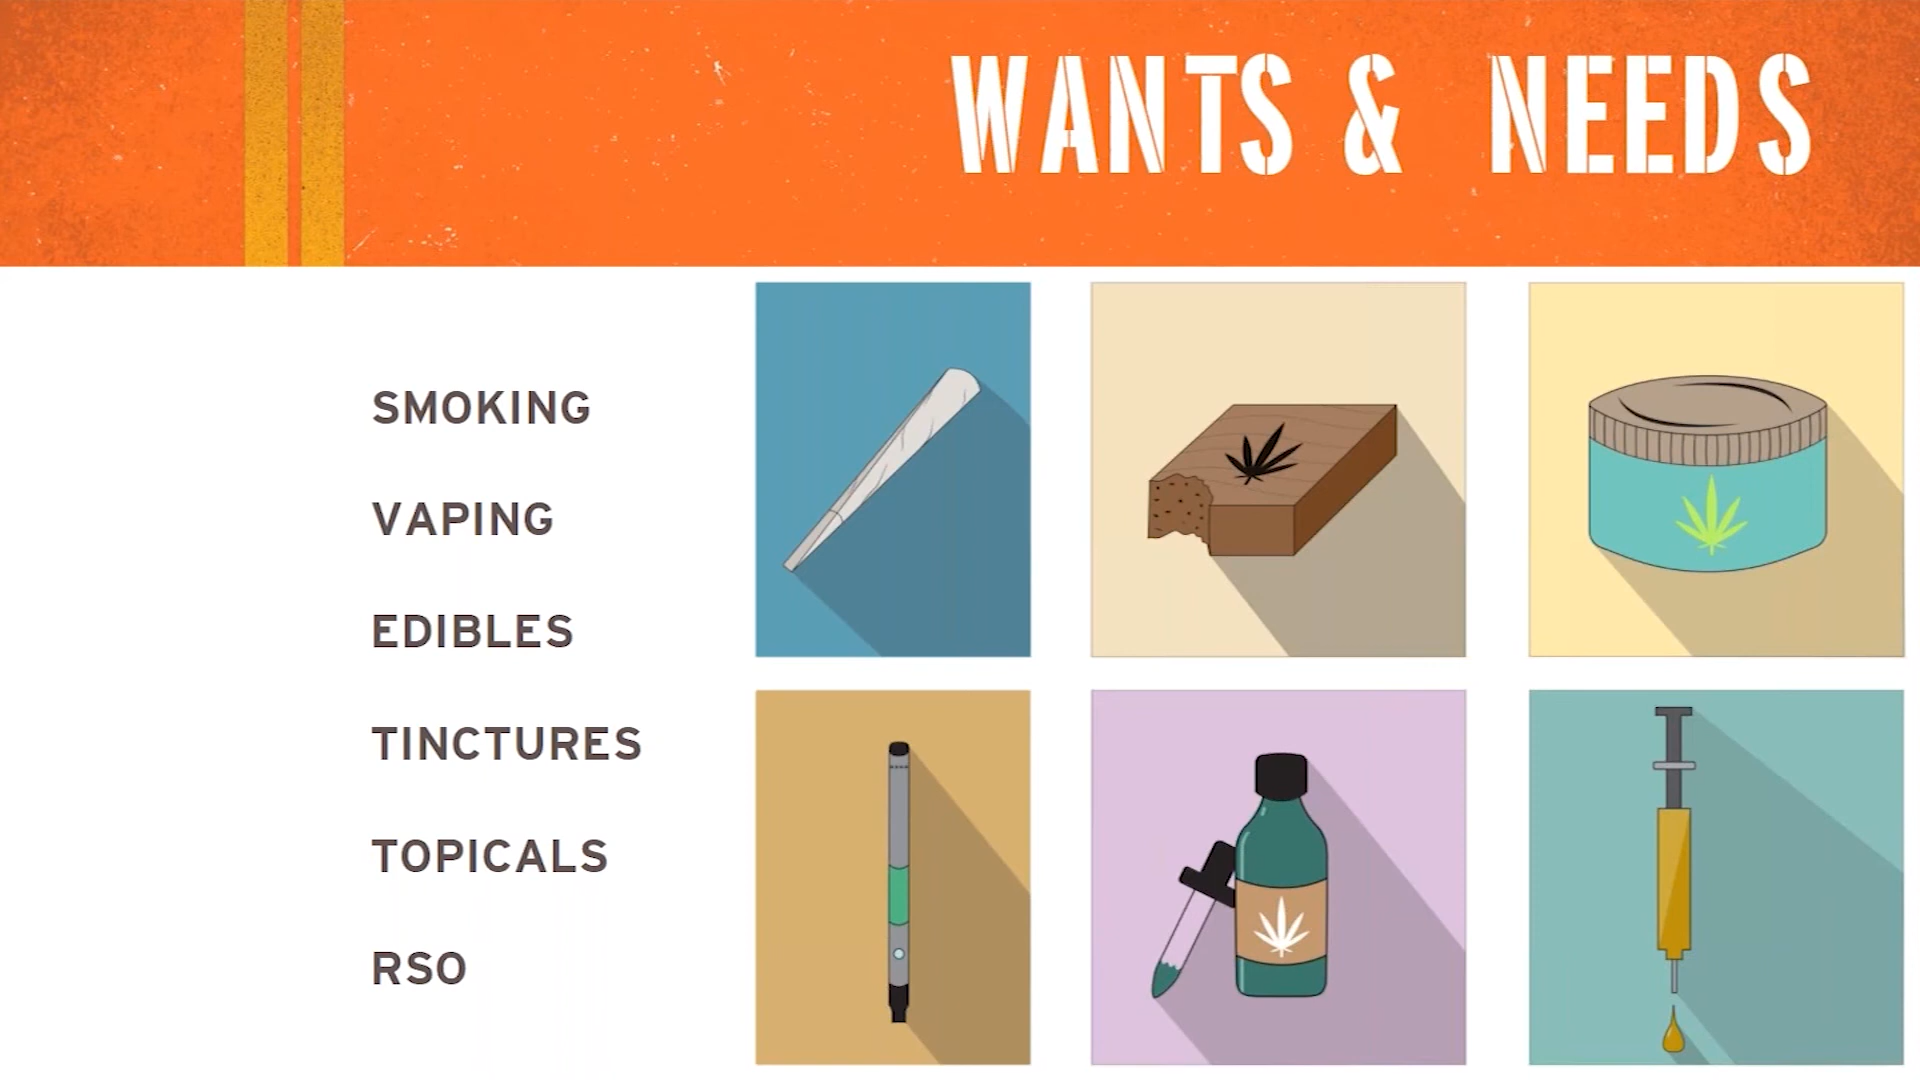 WANTS & NEEDS
SMOKING
VAPING
EDIBLES
TINCTURES
TOPICALS
RSO